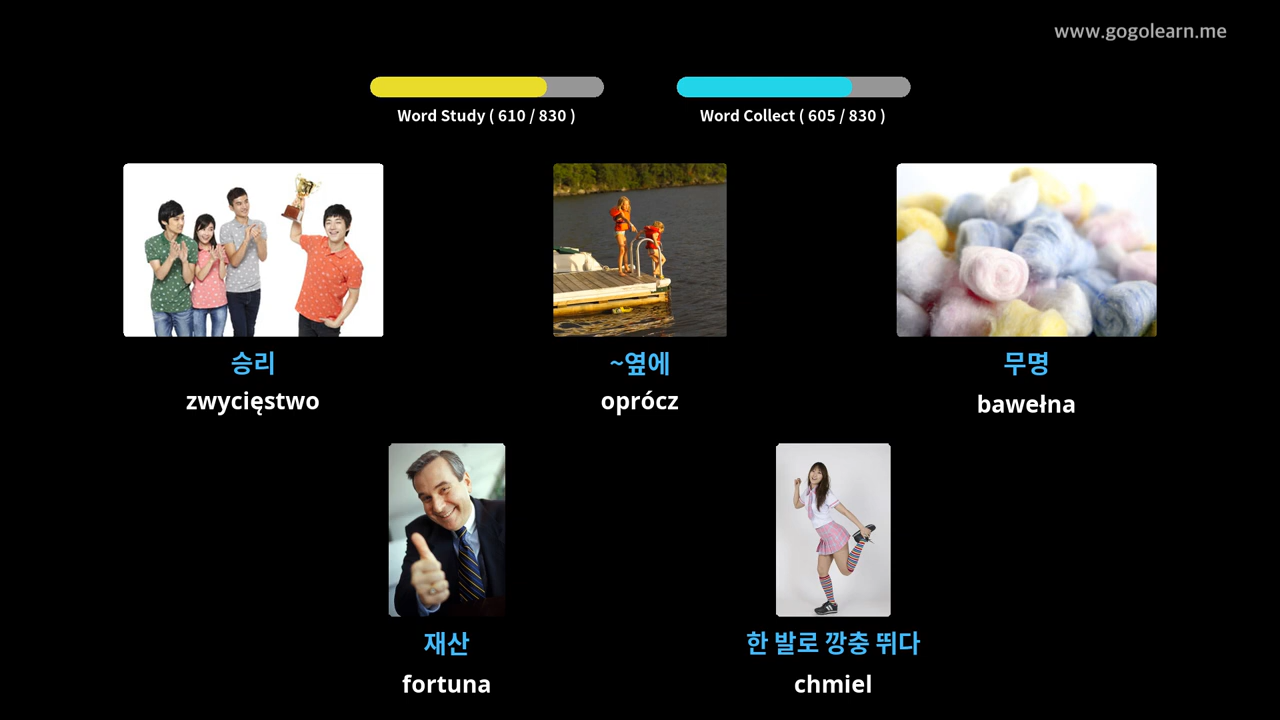 www.gogolearn.me
Word Study ( 610 / 830 )
Word Collect ( 605 / 830 )
승리
zwycięstwo
~옆에
oprócz
무명
bawełna
재산
fortuna
한 발로 깡충 뛰다
chmiel